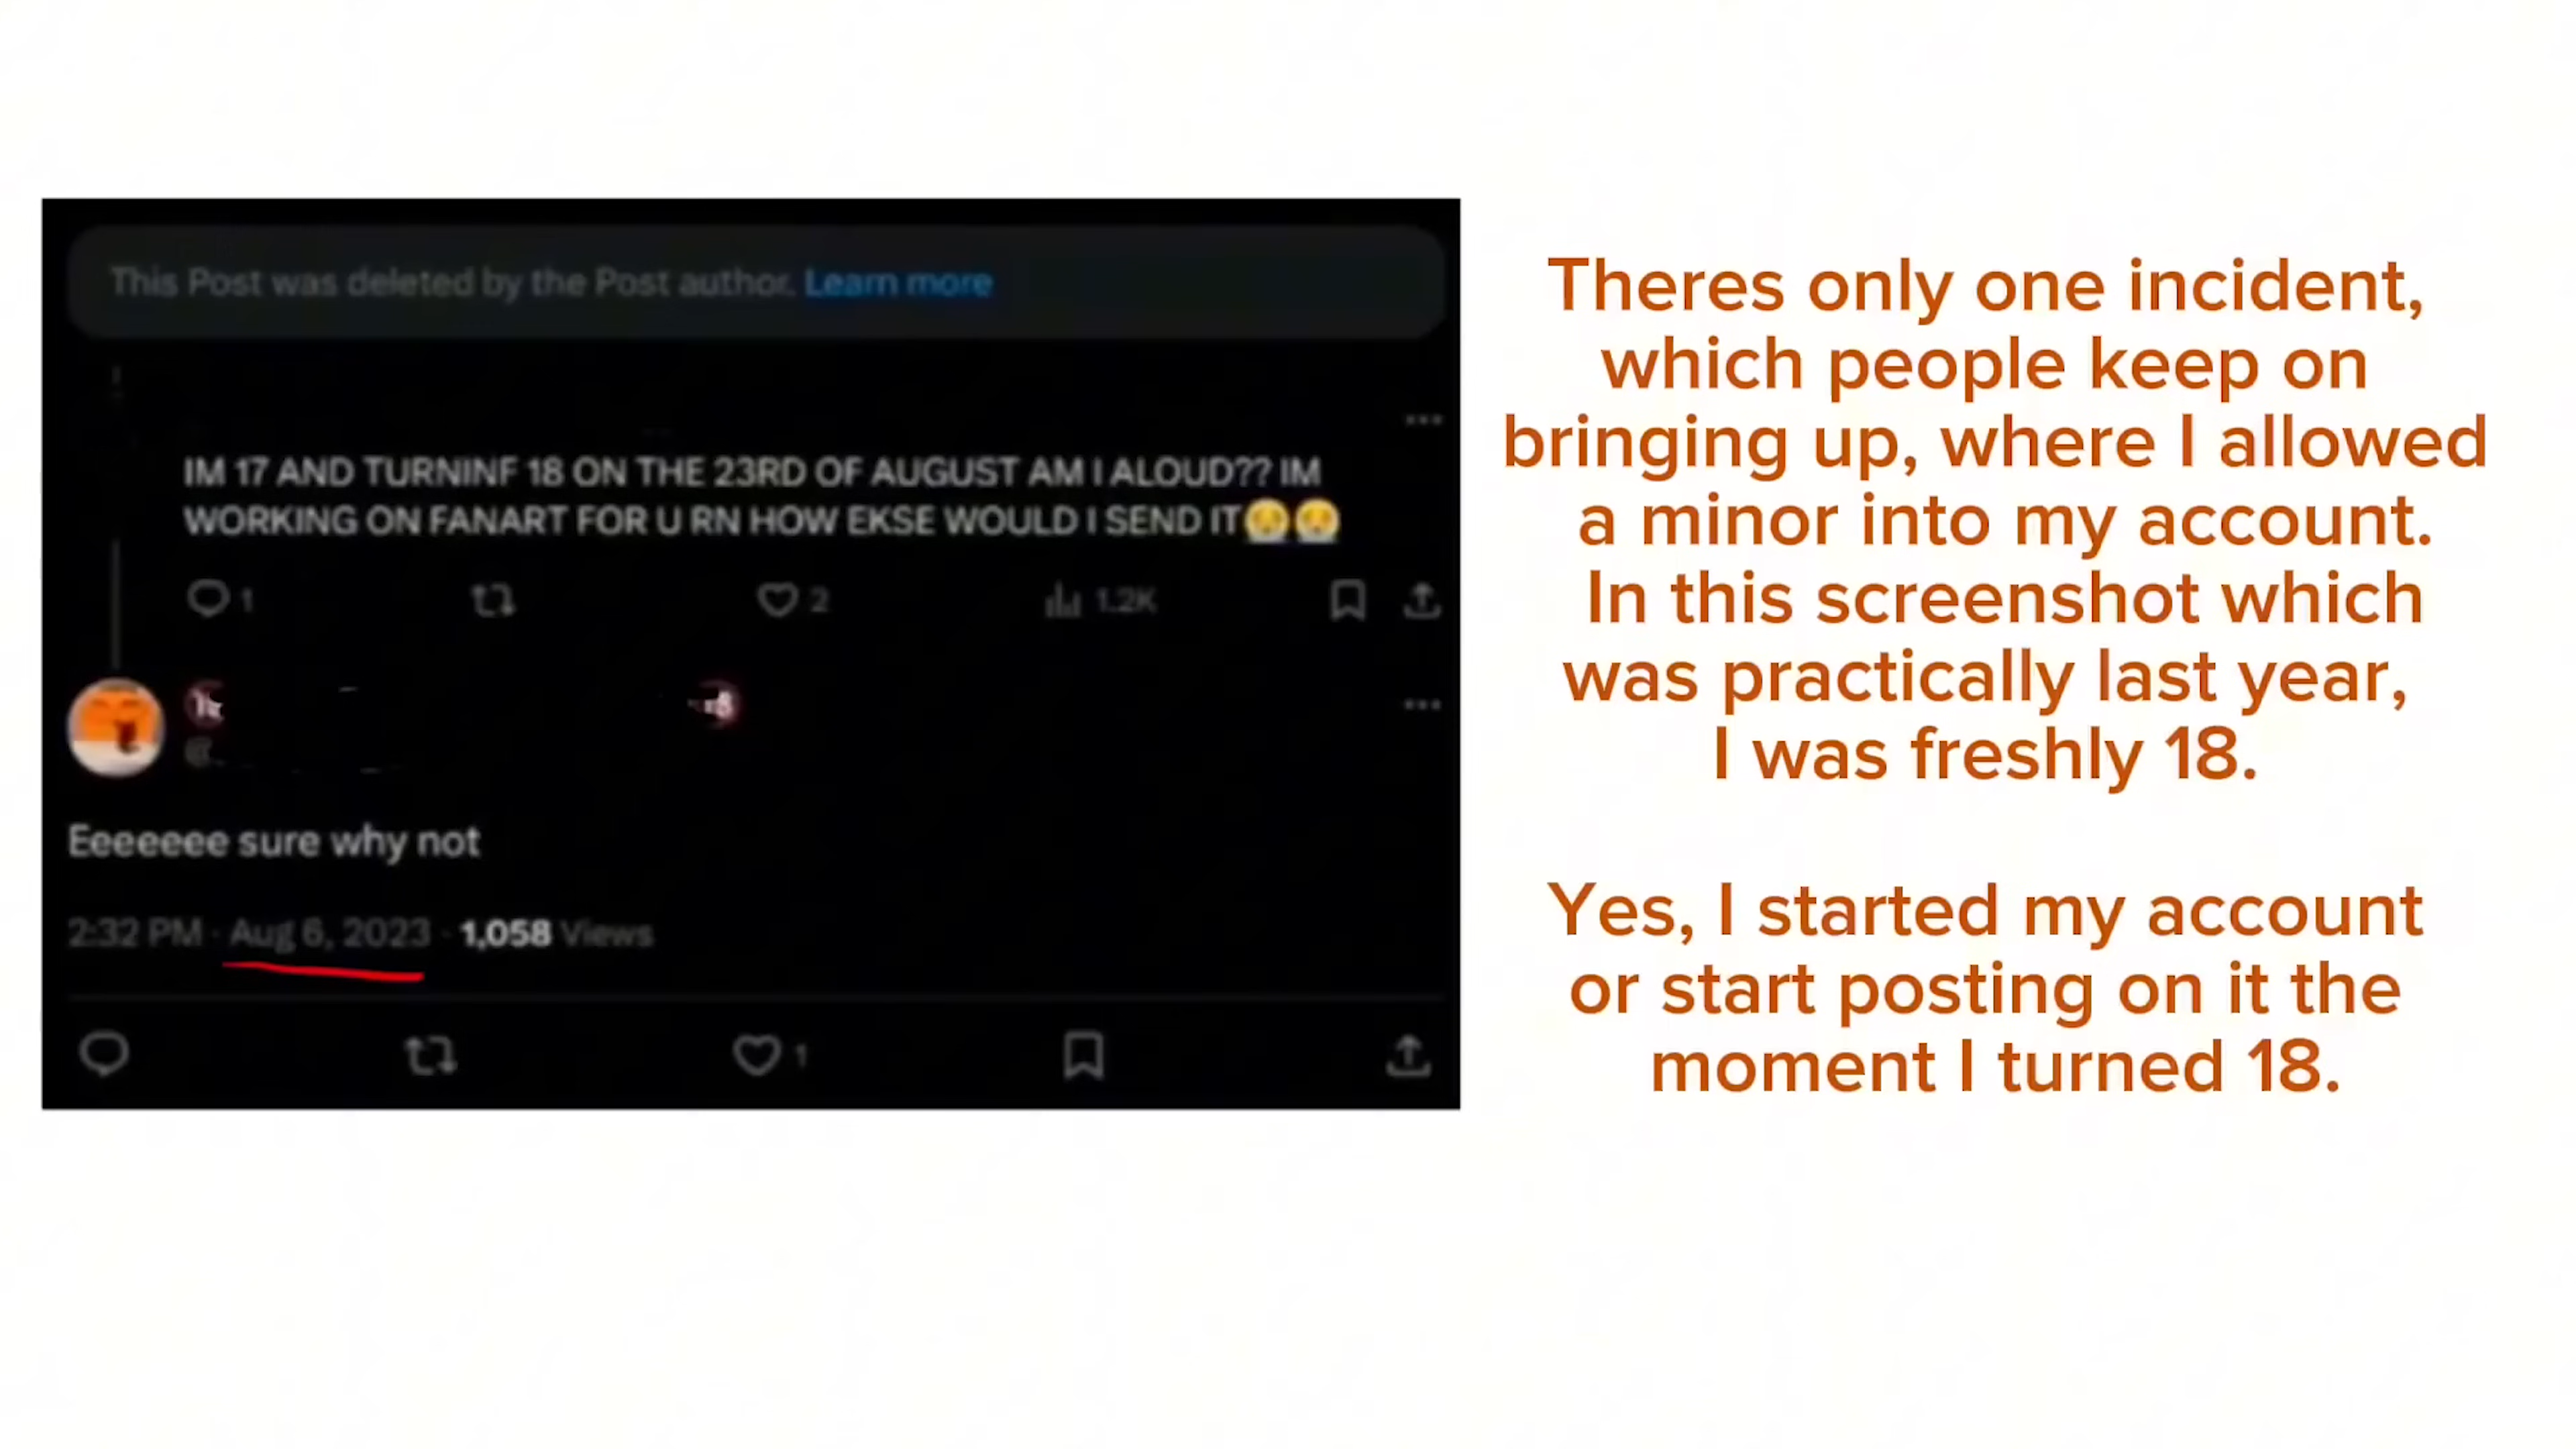 This Post was deleted by the Post author. Learn more
IM 17 AND TURNINF 18 ON THE 23RD OF AUGUST AM I ALOUD?? IM
WORKING ON FANART FOR U RN HOW EKSE WOULD I SEND IT😔😔
1 2 1.2K
Eeeeeee sure why not
2:32 PM · Aug 6, 2023 · 1,058 Views
1
Theres only one incident,
which people keep on
bringing up, where I allowed
a minor into my account.
In this screenshot which
was practically last year,
I was freshly 18.
Yes, I started my account
or start posting on it the
moment I turned 18.